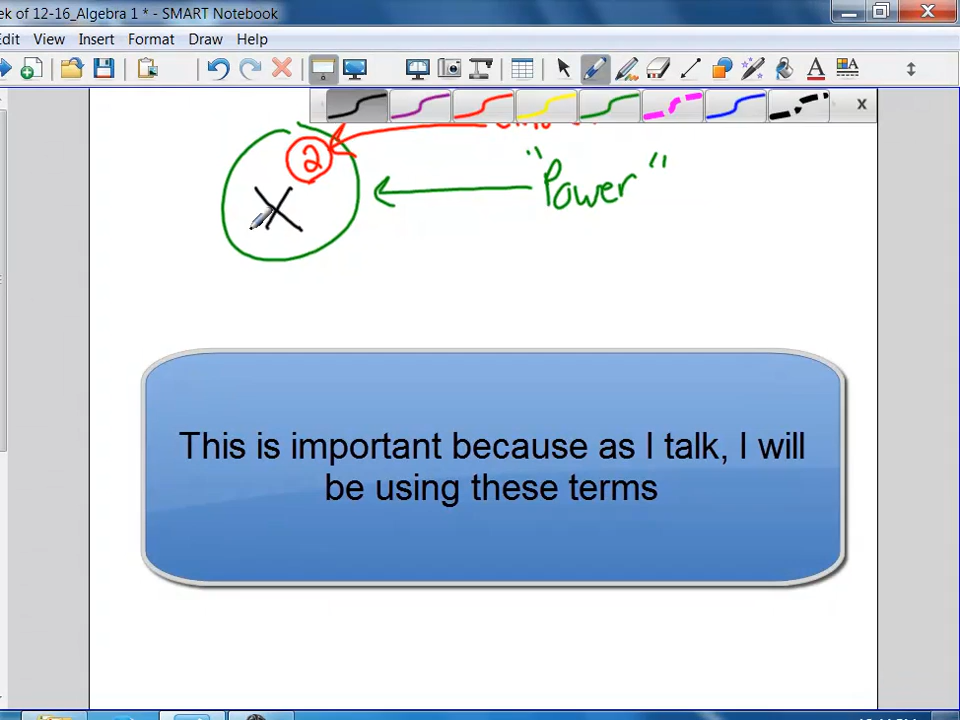 ek of 12-16_Algebra 1 * - SMART Notebook
Edit View Insert Format Draw Help
x
2
"Power"
X
This is important because as I talk, I will
be using these terms